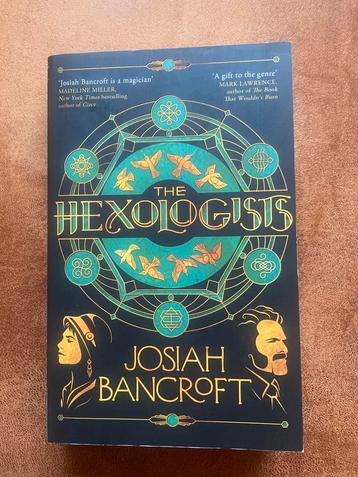 'Josiah Bancroft is a magician'
MADELINE MILLER,
New York Times bestselling
author of Circe
'A gift to the genre'
MARK LAWRENCE,
author of The Book
That Wouldn't Burn
THE
HEXOLOGISTS
JOSIAH
BANCROFT